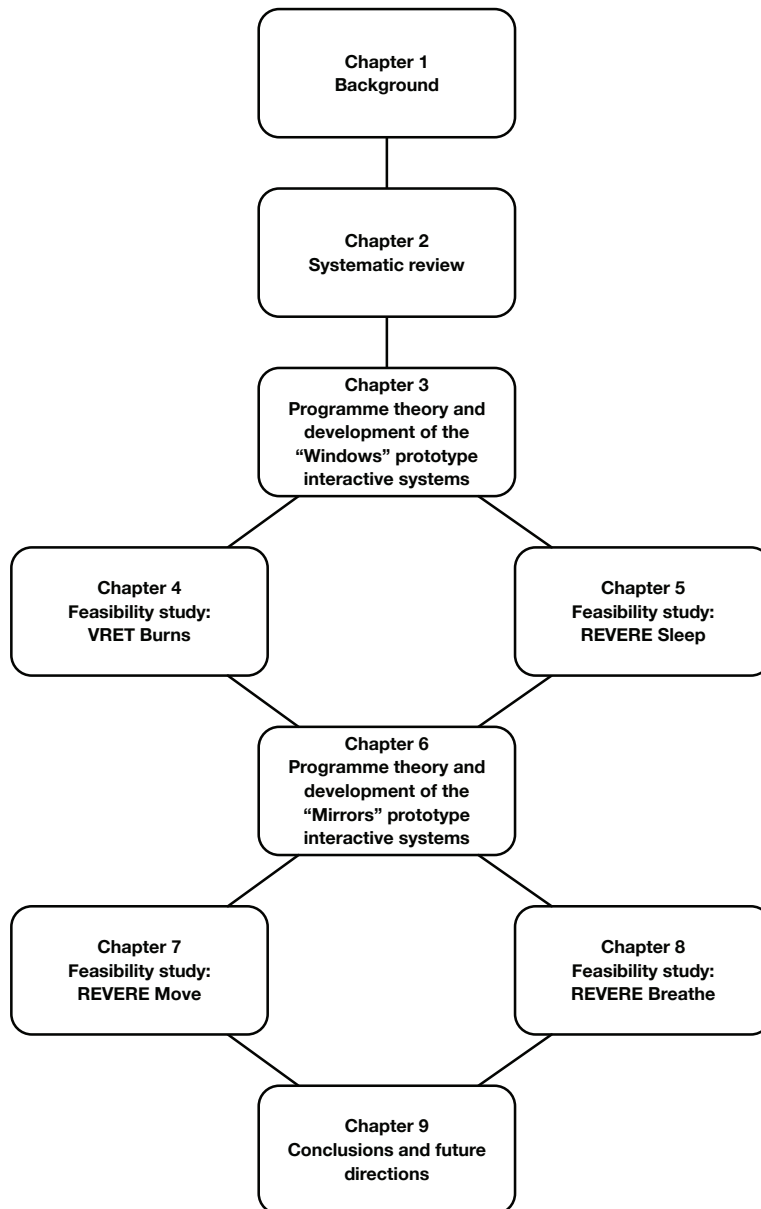 Chapter 1
Background
Chapter 2
Systematic review
Chapter 3
Programme theory and
development of the
“Windows” prototype
interactive systems
Chapter 4
Feasibility study:
VRET Burns
Chapter 5
Feasibility study:
REVERE Sleep
Chapter 6
Programme theory and
development of the
“Mirrors” prototype
interactive systems
Chapter 7
Feasibility study:
REVERE Move
Chapter 8
Feasibility study:
REVERE Breathe
Chapter 9
Conclusions and future
directions